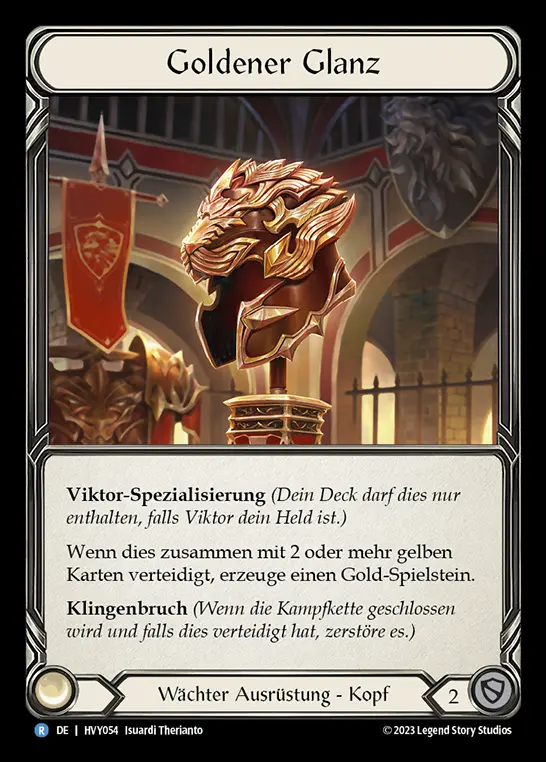 Goldener Glanz
Viktor-Spezialisierung (Dein Deck darf dies nur
enthalten, falls Viktor dein Held ist.)
Wenn dies zusammen mit 2 oder mehr gelben
Karten verteidigt, erzeuge einen Gold-Spielstein.
Klingenbruch (Wenn die Kampfkette geschlossen
wird und falls dies verteidigt hat, zerstöre es.)
Wächter Ausrüstung - Kopf
2
R DE | HVY054 Isuardi Therianto
©2023 Legend Story Studios